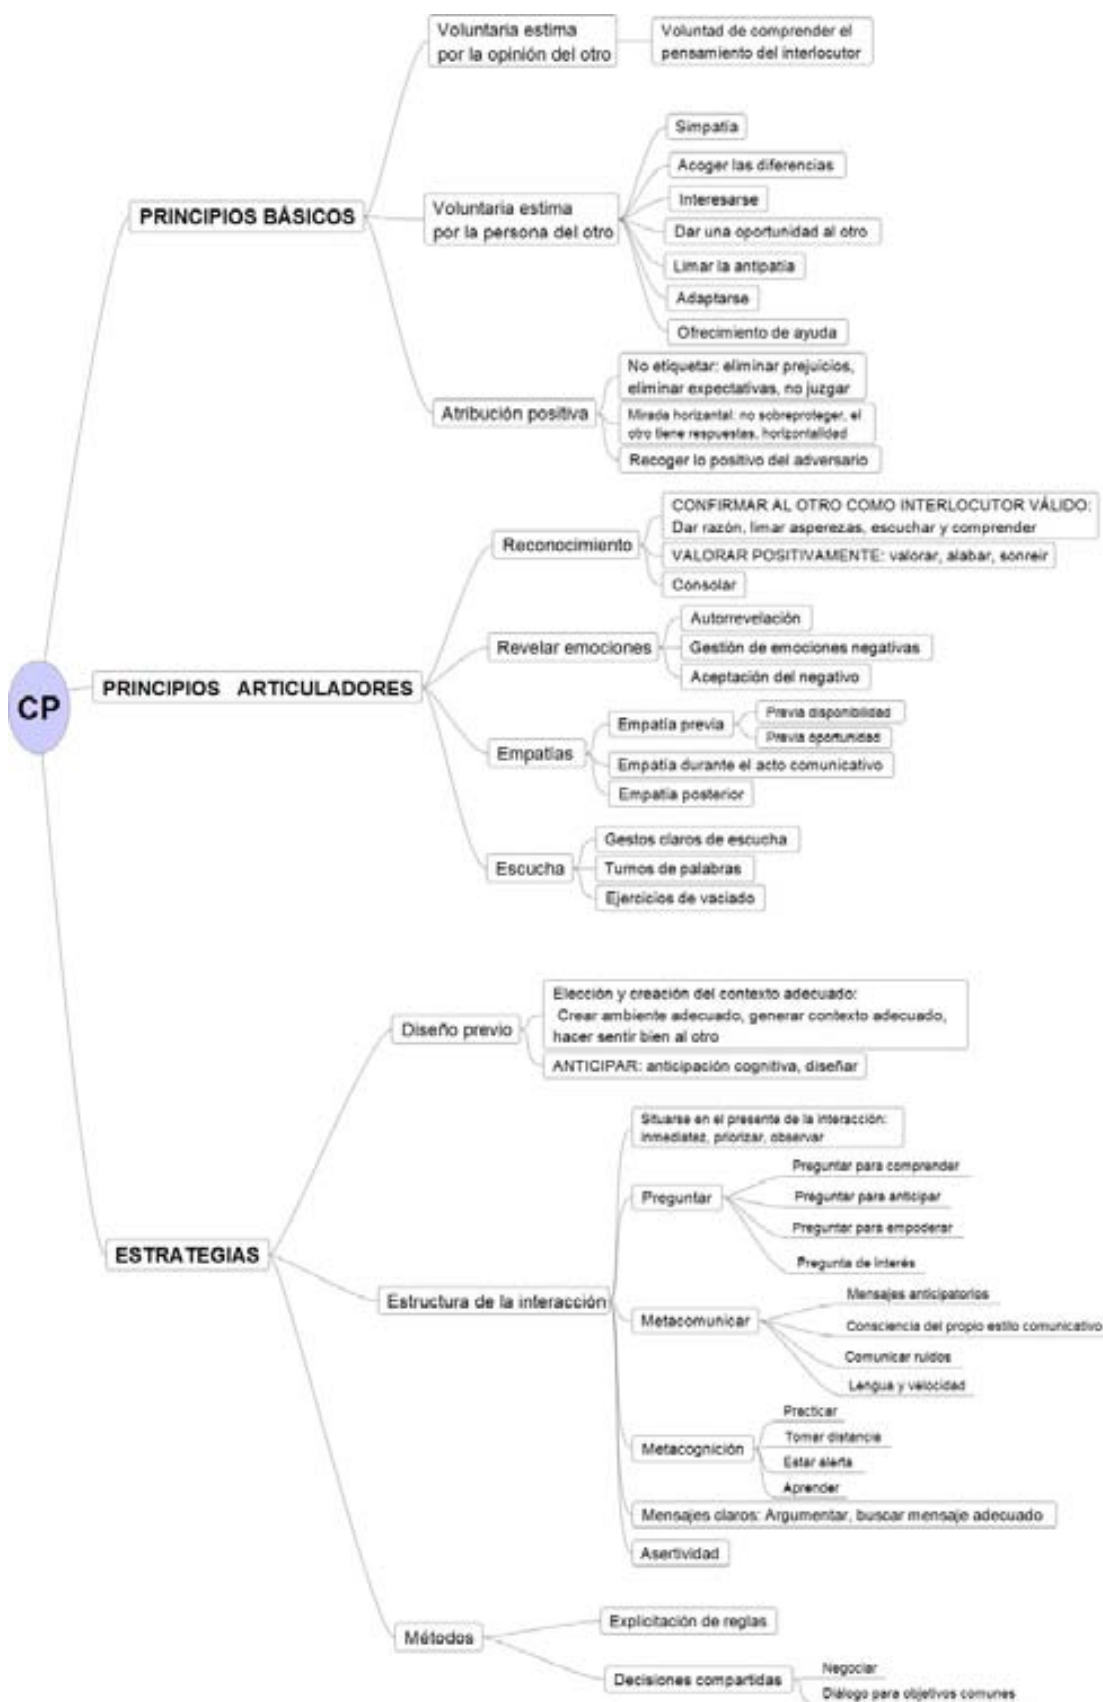 Voluntaria estima
por la opinión del otro
Voluntad de comprender el
pensamiento del interlocutor
PRINCIPIOS BÁSICOS
Voluntaria estima
por la persona del otro
Simpatía
Acoger las diferencias
Interesarse
Dar una oportunidad al otro
Limar la antipatía
Adaptarse
Ofrecimiento de ayuda
Atribución positiva
No etiquetar: eliminar prejuicios,
eliminar expectativas, no juzgar
Mirada horizantal: no sobreproteger, el
otro tiene respuestas, horizontalidad
Recoger lo positivo del adversario
CP
PRINCIPIOS ARTICULADORES
Reconocimiento
CONFIRMAR AL OTRO COMO INTERLOCUTOR VÁLIDO:
Dar razón, limar asperezas, escuchar y comprender
VALORAR POSITIVAMENTE: valorar, alabar, sonreir
Consolar
Revelar emociones
Autorrevelación
Gestión de emociones negativas
Aceptación del negativo
Empatías
Empatía previa
Previa disponibilidad
Previa oportunidad
Empatía durante el acto comunicativo
Empatía posterior
Escucha
Gestos claros de escucha
Turnos de palabras
Ejercicios de vaciado
ESTRATEGIAS
Diseño previo
Elección y creación del contexto adecuado:
Crear ambiente adecuado, generar contexto adecuado,
hacer sentir bien al otro
ANTICIPAR: anticipación cognitiva, diseñar
Estructura de la interacción
Situarse en el presente de la interacción:
inmediatez, priorizar, observar
Preguntar
Preguntar para comprender
Preguntar para anticipar
Preguntar para empoderar
Pregunta de interés
Metacomunicar
Mensajes anticipatorios
Consciencia del propio estilo comunicativo
Comunicar ruidos
Lengua y velocidad
Metacognición
Practicar
Tomar distancia
Estar alerta
Aprender
Mensajes claros: Argumentar, buscar mensaje adecuado
Asertividad
Métodos
Explicitación de reglas
Decisiones compartidas
Negociar
Diálogo para objetivos comunes